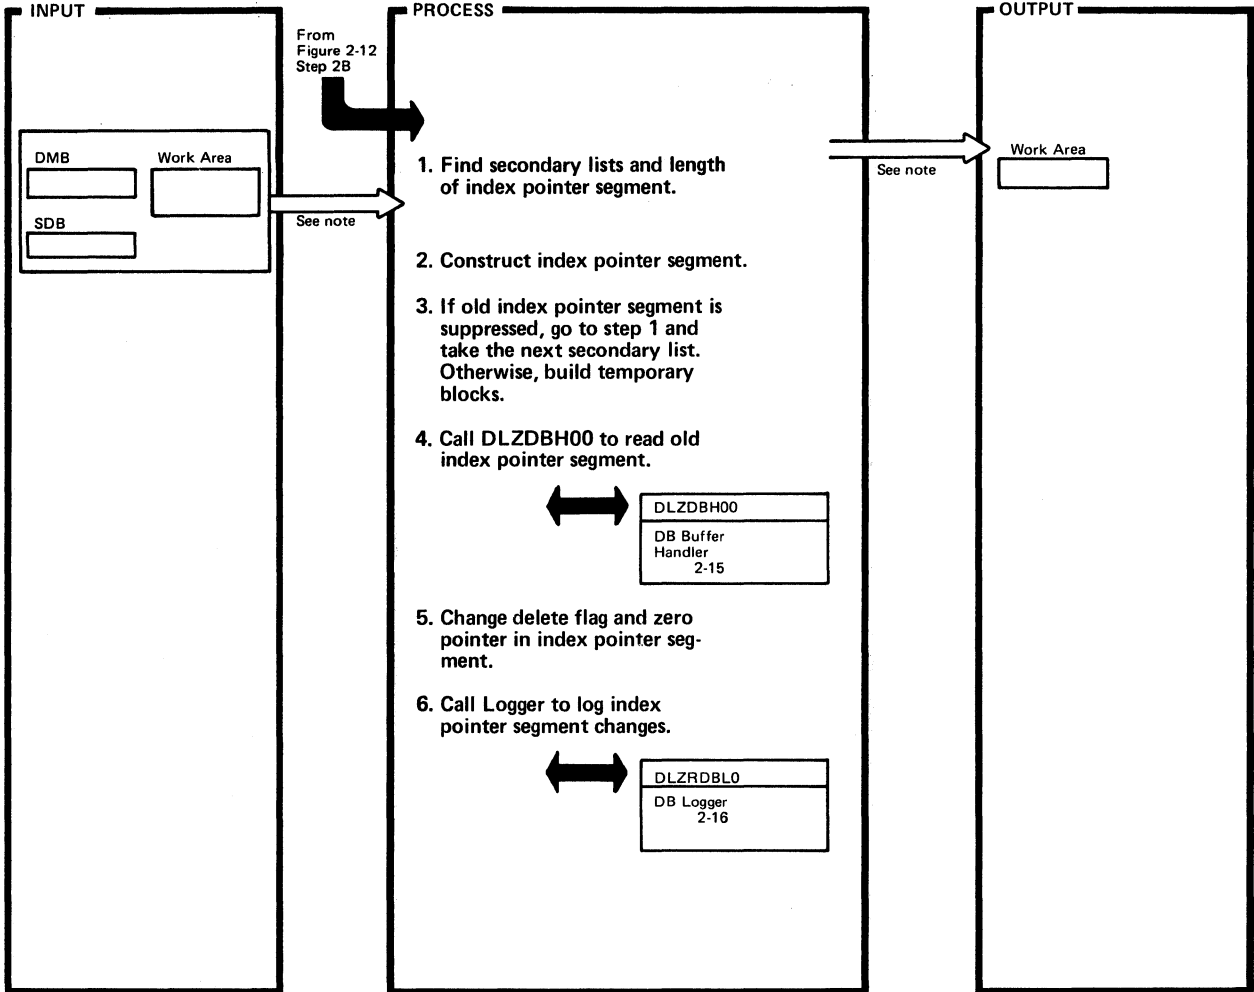 INPUT
PROCESS
OUTPUT
From
Figure 2-12
Step 2B
DMB
Work Area
SDB
See note
See note
Work Area
1. Find secondary lists and length
of index pointer segment.
2. Construct index pointer segment.
3. If old index pointer segment is
suppressed, go to step 1 and
take the next secondary list.
Otherwise, build temporary
blocks.
4. Call DLZDBH00 to read old
index pointer segment.
DLZDBH00
DB Buffer
Handler
2-15
5. Change delete flag and zero
pointer in index pointer seg-
ment.
6. Call Logger to log index
pointer segment changes.
DLZRDBL0
DB Logger
2-16